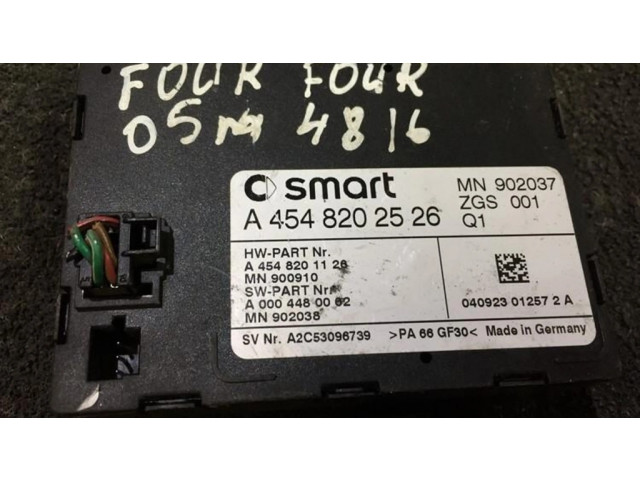 FOUR FOUR
05м 4816
smart
MN 902037
A 454 820 25 26
ZGS 001
Q1
HW-PART Nr.
A 454 820 11 26
MN 900910
SW-PART Nr.
A 000 448 00 62
MN 902038
040923 01257 2 A
SV Nr. A2C53096739 >PA 66 GF30< Made in Germany